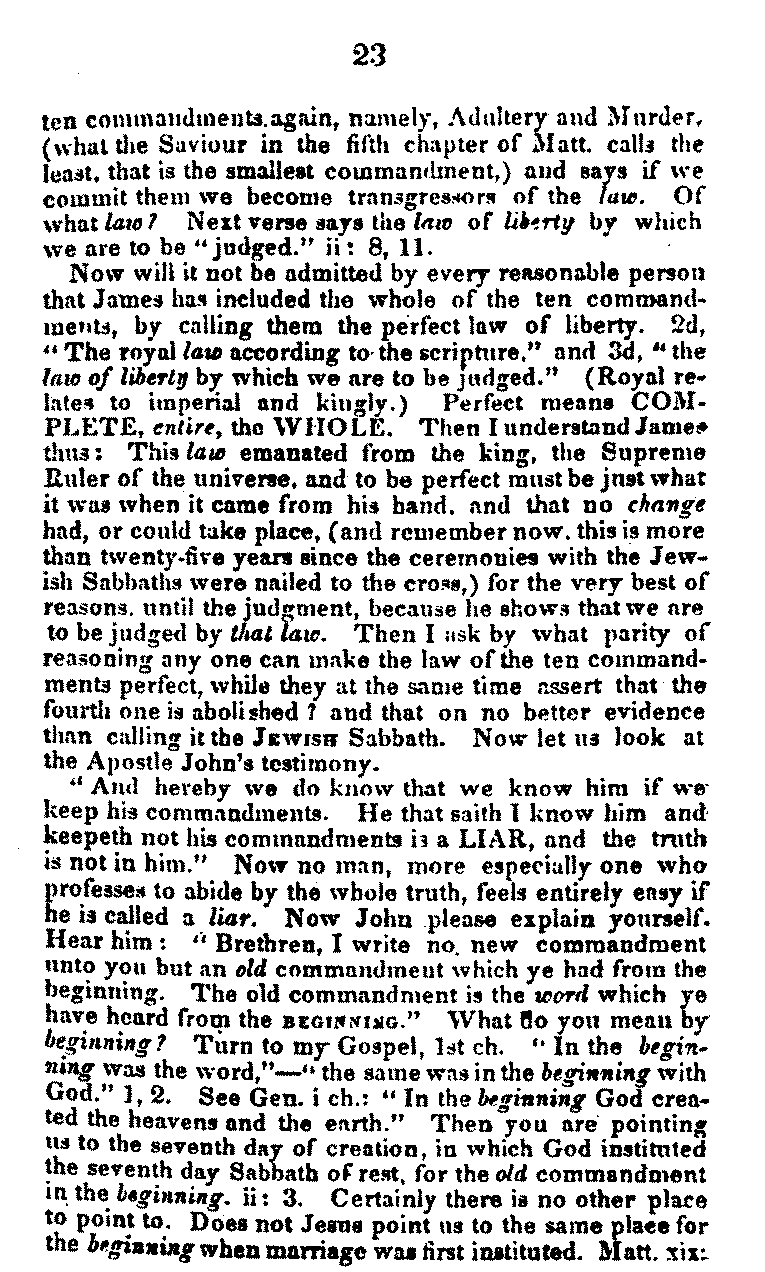 23
ten commandments.again, namely, Adultery and Murder,
(what the Saviour in the fifth chapter of Matt. calls the
least, that is the smallest commandment,) and says if we
commit them we become transgressors of the law. Of
what law? Next verse says the law of liberty by which
we are to be "judged." ii: 8, 11.
Now will it not be admitted by every reasonable person
that James has included the whole of the ten command-
ments, by calling them the perfect law of liberty. 2d,
"The royal law according to the scripture," and 3d, "the
law of liberty by which we are to be judged." (Royal re-
lates to imperial and kingly.) Perfect means COM-
PLETE, entire, the WHOLE. Then I understand James
thus: This law emanated from the king, the Supreme
Ruler of the universe, and to be perfect must be just what
it was when it came from his hand, and that no change
had, or could take place, (and remember now, this is more
than twenty-five years since the ceremonies with the Jew-
ish Sabbaths were nailed to the cross,) for the very best of
reasons, until the judgment, because he shows that we are
to be judged by that law. Then I ask by what parity of
reasoning any one can make the law of the ten command-
ments perfect, while they at the same time assert that the
fourth one is abolished? and that on no better evidence
than calling it the JEWISH Sabbath. Now let us look at
the Apostle John's testimony.
"And hereby we do know that we know him if we
keep his commandments. He that saith I know him and
keepeth not his commandments is a LIAR, and the truth
is not in him." Now no man, more especially one who
professes to abide by the whole truth, feels entirely easy if
he is called a liar. Now John please explain yourself.
Hear him: "Brethren, I write no new commandment
unto you but an old commandment which ye had from the
beginning. The old commandment is the word which ye
have heard from the BEGINNING." What do you mean by
beginning? Turn to my Gospel, 1st ch. "In the begin-
ning was the word,"—"the same was in the beginning with
God." 1, 2. See Gen. i ch.: "In the beginning God crea-
ted the heavens and the earth." Then you are pointing
us to the seventh day of creation, in which God instituted
the seventh day Sabbath of rest, for the old commandment
in the beginning. ii: 3. Certainly there is no other place
to point to. Does not Jesus point us to the same place for
the beginning when marriage was first instituted. Matt. xix: